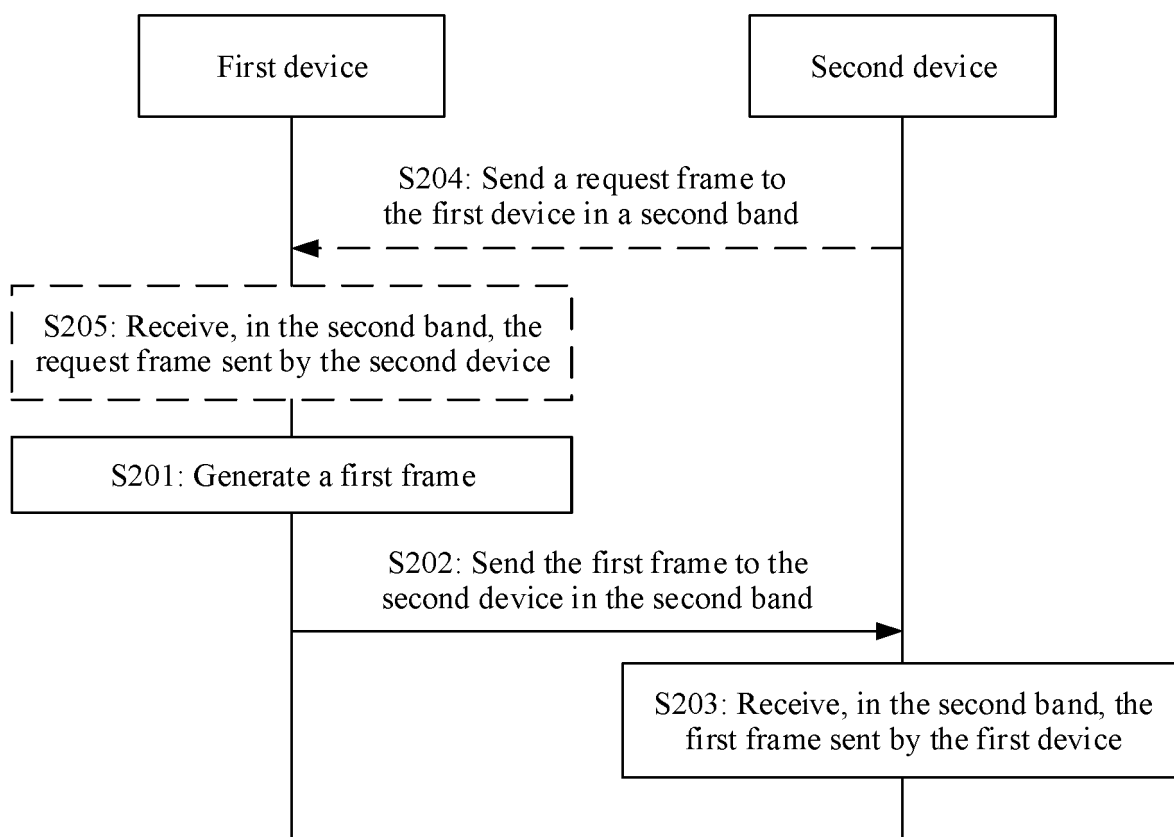 First device
Second device
S204: Send a request frame to
the first device in a second band
S205: Receive, in the second band, the
request frame sent by the second device
S201: Generate a first frame
S202: Send the first frame to the
second device in the second band
S203: Receive, in the second band, the
first frame sent by the first device